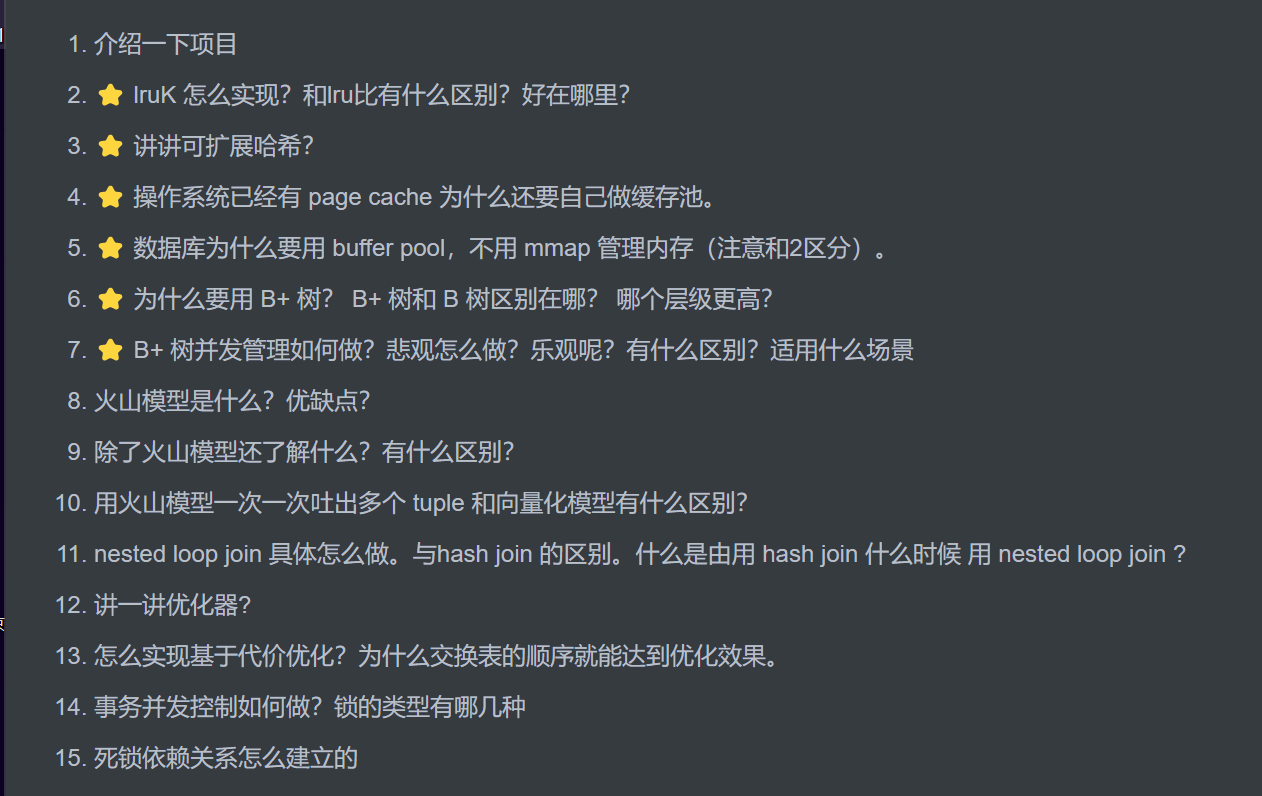 1. 介绍一下项目
2. ⭐ lruK 怎么实现？和lru比有什么区别？好在哪里？
3. ⭐ 讲讲可扩展哈希？
4. ⭐ 操作系统已经有 page cache 为什么还要自己做缓存池。
5. ⭐ 数据库为什么要用 buffer pool，不用 mmap 管理内存（注意和2区分）。
6. ⭐ 为什么要用 B+ 树？ B+ 树和 B 树区别在哪？ 哪个层级更高？
7. ⭐ B+ 树并发管理如何做？悲观怎么做？乐观呢？有什么区别？适用什么场景
8. 火山模型是什么？优缺点？
9. 除了火山模型还了解什么？有什么区别？
10. 用火山模型一次一次吐出多个 tuple 和向量化模型有什么区别？
11. nested loop join 具体怎么做。与hash join 的区别。什么是由用 hash join 什么时候 用 nested loop join ？
12. 讲一讲优化器？
13. 怎么实现基于代价优化？为什么交换表的顺序就能达到优化效果。
14. 事务并发控制如何做？锁的类型有哪几种
15. 死锁依赖关系怎么建立的